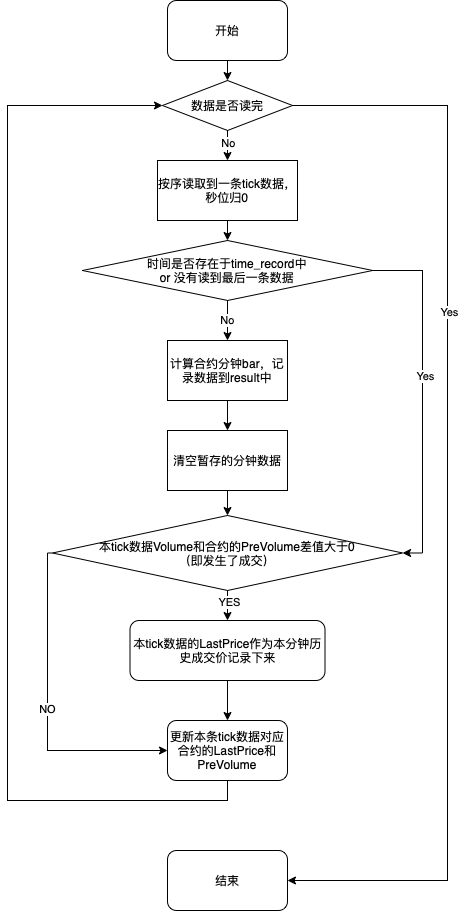 开始
数据是否读完
No
按序读取到一条tick数据，
秒位归0
时间是否存在于time_record中
or 没有读到最后一条数据
Yes
No
Yes
计算合约分钟bar，记
录数据到result中
清空暂存的分钟数据
本tick数据Volume和合约的PreVolume差值大于0
（即发生了成交）
YES
本tick数据的LastPrice作为本分钟历
史成交价记录下来
NO
更新本条tick数据对应
合约的LastPrice和
PreVolume
结束